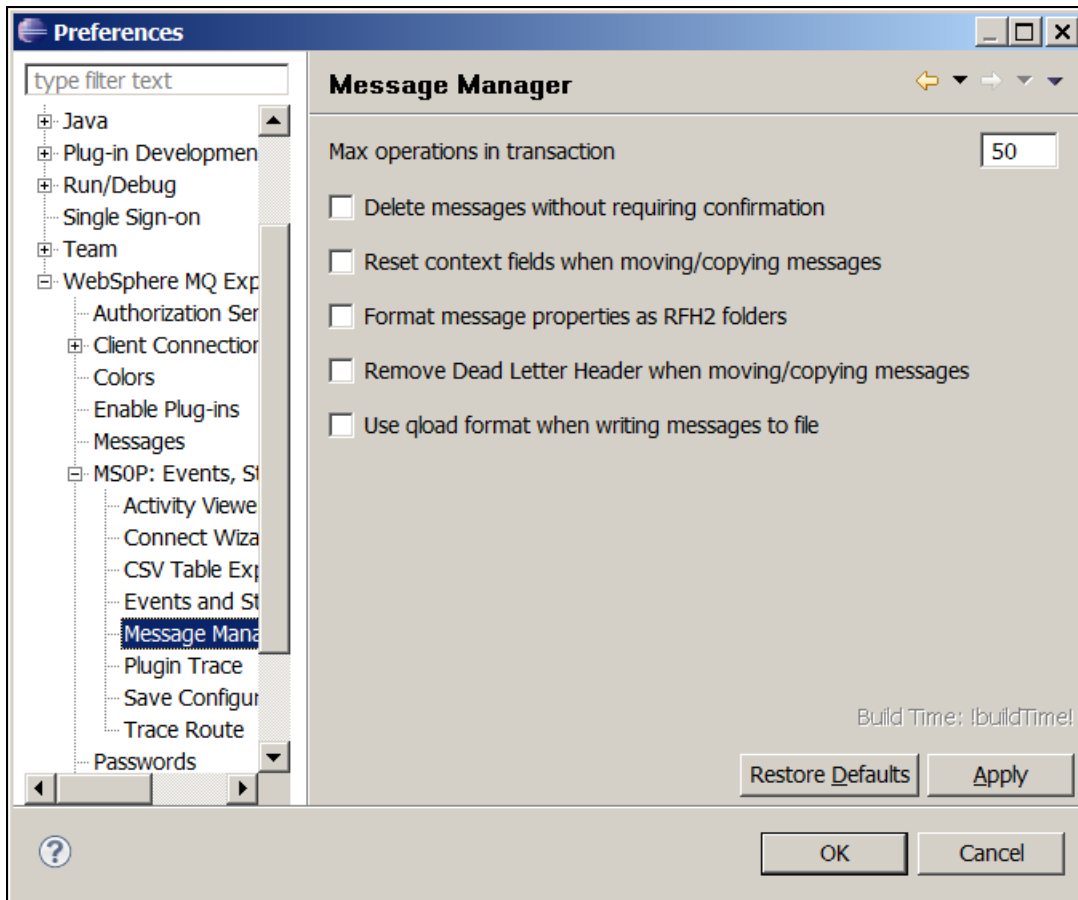 Preferences
type filter text
Java
Plug-in Developmen
Run/Debug
Single Sign-on
Team
WebSphere MQ Exp
Authorization Ser
Client Connection
Colors
Enable Plug-ins
Messages
MS0P: Events, St
Activity Viewe
Connect Wiza
CSV Table Exp
Events and St
Message Mana
Plugin Trace
Save Configur
Trace Route
Passwords
Message Manager
Max operations in transaction 50
Delete messages without requiring confirmation
Reset context fields when moving/copying messages
Format message properties as RFH2 folders
Remove Dead Letter Header when moving/copying messages
Use qload format when writing messages to file
Build Time: !buildTime!
Restore Defaults Apply
? OK Cancel